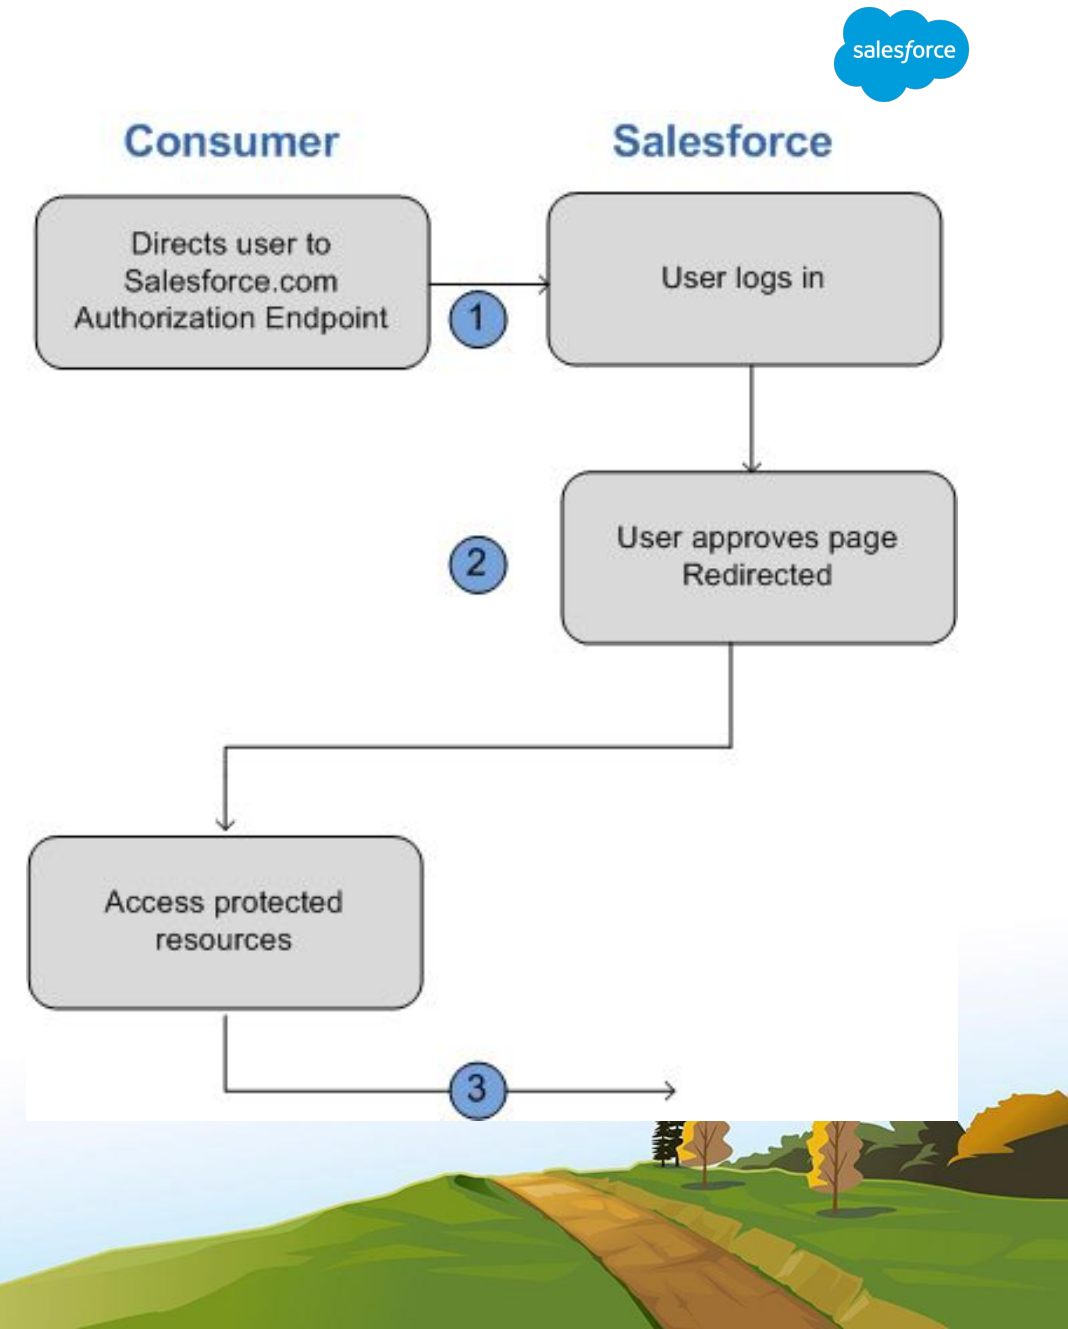 salesforce
Consumer
Salesforce
Directs user to
Salesforce.com
Authorization Endpoint
1
User logs in
2
User approves page
Redirected
Access protected
resources
3